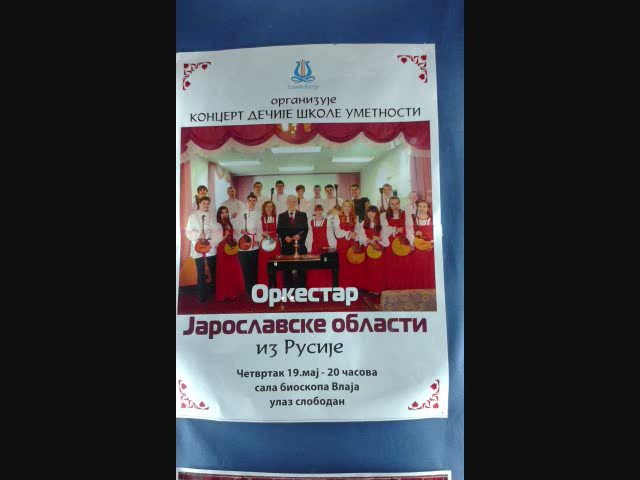 организује
КОНЦЕРТ ДЕЧИЈЕ ШКОЛЕ УМЕТНОСТИ
Оркестар
Јарославске области
из Русије
Четвртак 19.мај - 20 часова
сала биоскопа Влаја
улаз слободан